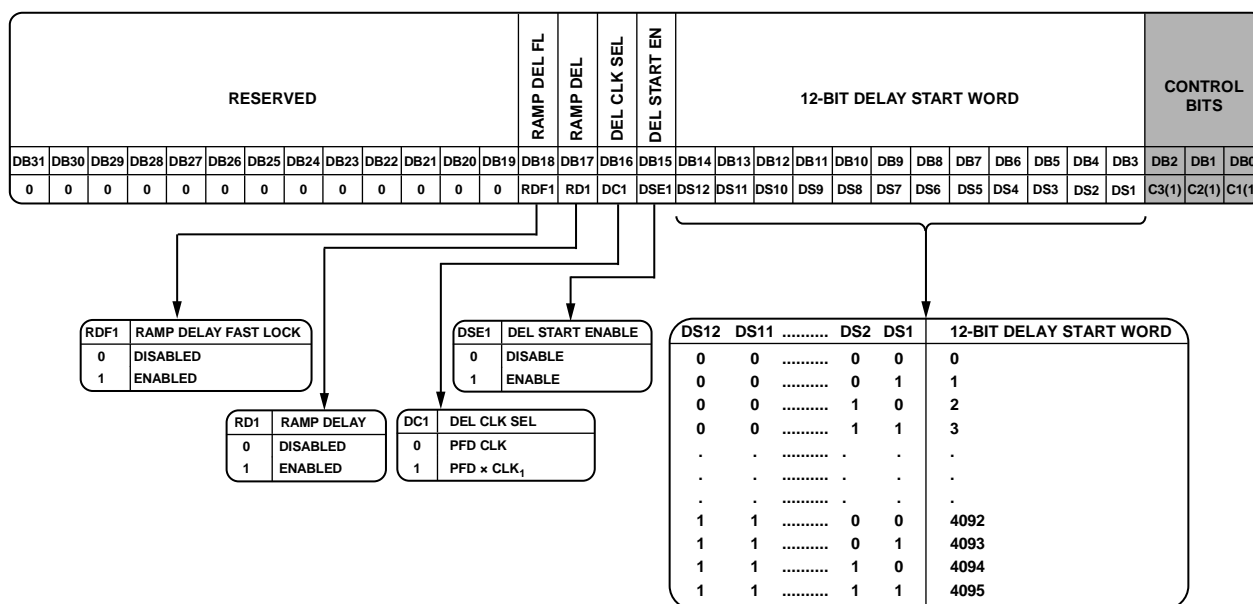 RESERVED
RAMP DEL FL
RAMP DEL
DEL CLK SEL
DEL START EN
12-BIT DELAY START WORD
CONTROL
BITS
DB31 DB30 DB29 DB28 DB27 DB26 DB25 DB24 DB23 DB22 DB21 DB20 DB19 DB18 DB17 DB16 DB15 DB14 DB13 DB12 DB11 DB10 DB9 DB8 DB7 DB6 DB5 DB4 DB3 DB2 DB1 DB0
0 0 0 0 0 0 0 0 0 0 0 0 0 RDF1 RD1 DC1 DSE1 DS12 DS11 DS10 DS9 DS8 DS7 DS6 DS5 DS4 DS3 DS2 DS1 C3(1) C2(1) C1(1
RDF1 RAMP DELAY FAST LOCK
0 DISABLED
1 ENABLED
DSE1 DEL START ENABLE
0 DISABLE
1 ENABLE
RD1 RAMP DELAY
0 DISABLED
1 ENABLED
DC1 DEL CLK SEL
0 PFD CLK
1 PFD × CLK1
DS12 DS11 .......... DS2 DS1 12-BIT DELAY START WORD
0 0 .......... 0 0 0
0 0 .......... 0 1 1
0 0 .......... 1 0 2
0 0 .......... 1 1 3
. . .......... . . .
. . .......... . . .
. . .......... . . .
1 1 .......... 0 0 4092
1 1 .......... 0 1 4093
1 1 .......... 1 0 4094
1 1 .......... 1 1 4095